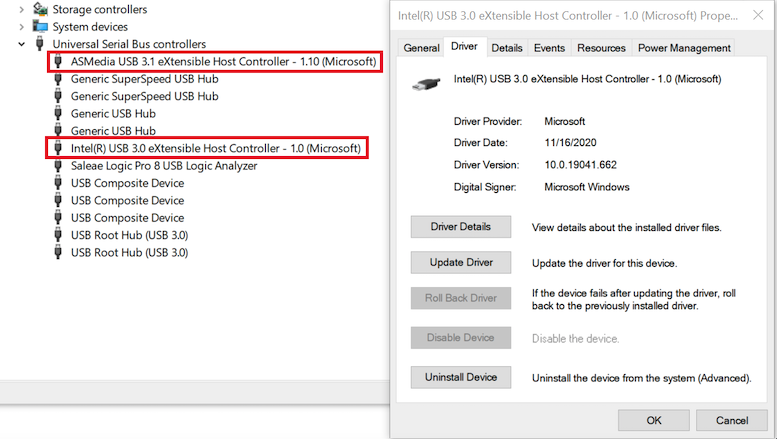 Storage controllers
System devices
Universal Serial Bus controllers
ASMedia USB 3.1 eXtensible Host Controller - 1.10 (Microsoft)
Generic SuperSpeed USB Hub
Generic SuperSpeed USB Hub
Generic USB Hub
Generic USB Hub
Intel(R) USB 3.0 eXtensible Host Controller - 1.0 (Microsoft)
Saleae Logic Pro 8 USB Logic Analyzer
USB Composite Device
USB Composite Device
USB Composite Device
USB Root Hub (USB 3.0)
USB Root Hub (USB 3.0)
Intel(R) USB 3.0 eXtensible Host Controller - 1.0 (Microsoft) Prope...
General Driver Details Events Resources Power Management
Intel(R) USB 3.0 eXtensible Host Controller - 1.0 (Microsoft)
Driver Provider: Microsoft
Driver Date: 11/16/2020
Driver Version: 10.0.19041.662
Digital Signer: Microsoft Windows
Driver Details View details about the installed driver files.
Update Driver Update the driver for this device.
Roll Back Driver If the device fails after updating the driver, roll
back to the previously installed driver.
Disable Device Disable the device.
Uninstall Device Uninstall the device from the system (Advanced).
OK Cancel